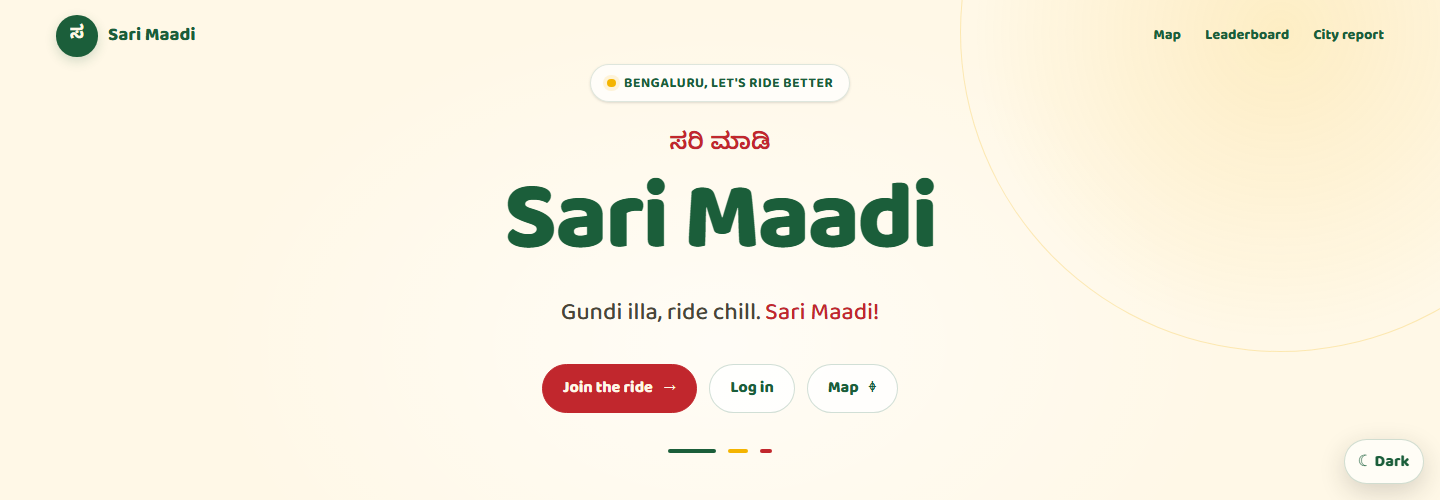 ಸ
Sari Maadi
Map
Leaderboard
City report
BENGALURU, LET'S RIDE BETTER
ಸರಿ ಮಾಡಿ
Sari Maadi
Gundi illa, ride chill. Sari Maadi!
Join the ride →
Log in
Map
Dark